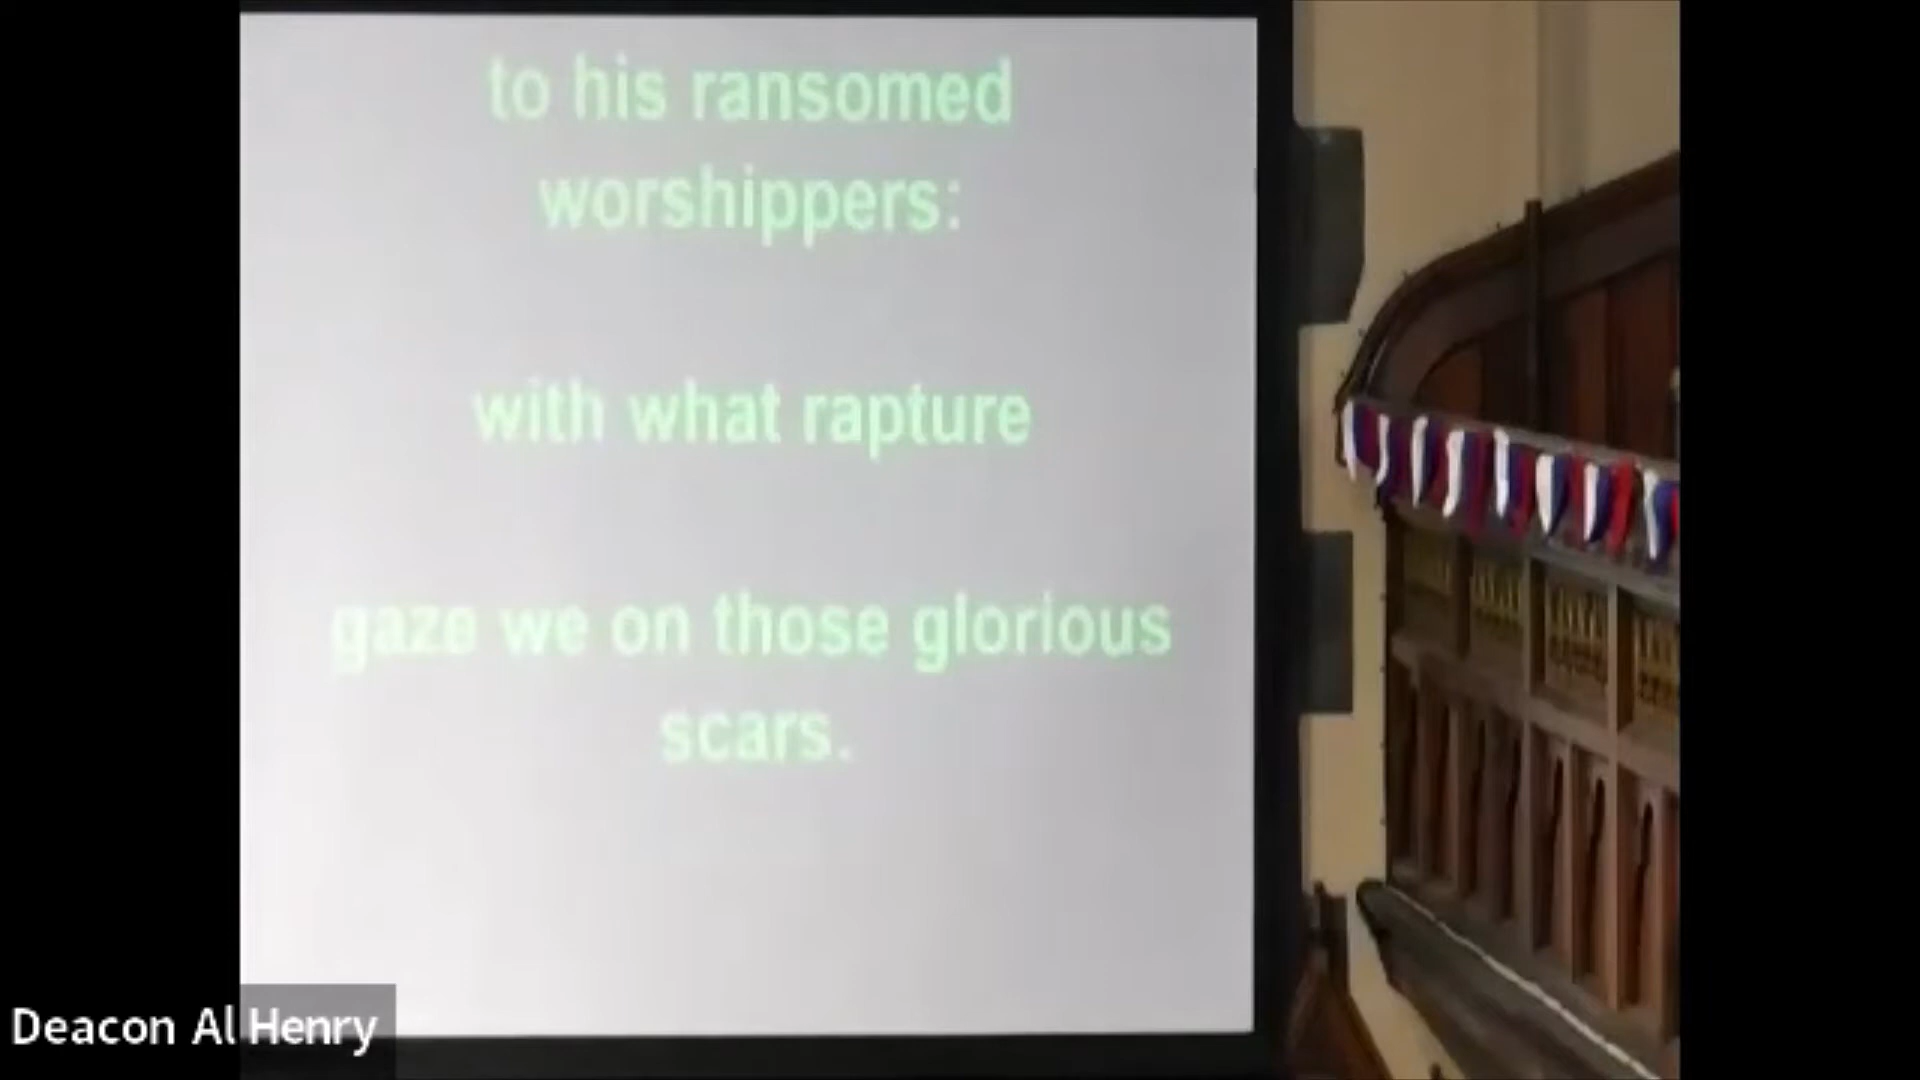 to his ransomed
worshippers:
with what rapture
gaze we on those glorious
scars.
Deacon Al Henry